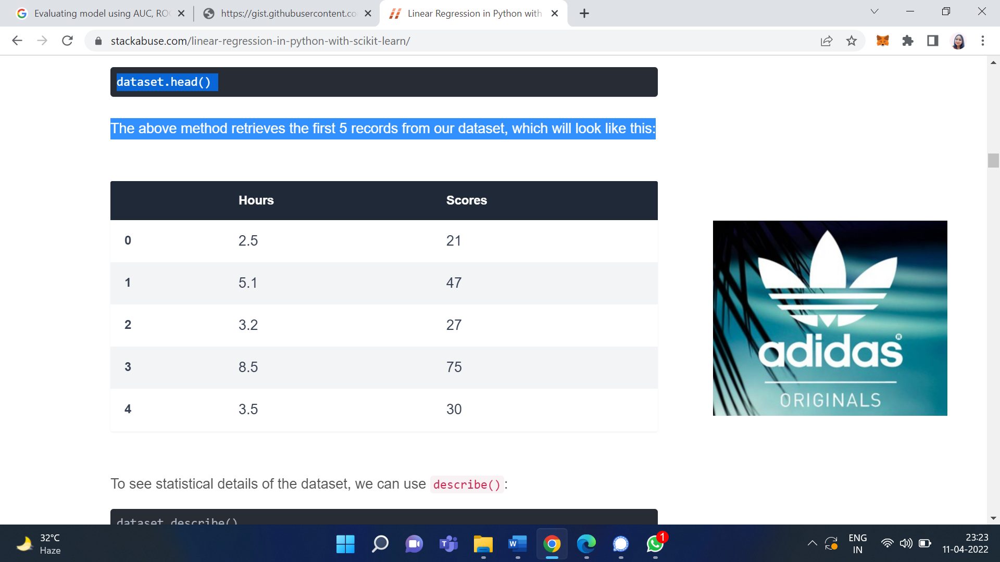 Evaluating model using AUC, RO
https://gist.githubusercontent.co
Linear Regression in Python with
stackabuse.com/linear-regression-in-python-with-scikit-learn/
dataset.head()
The above method retrieves the first 5 records from our dataset, which will look like this:
Hours Scores
0 2.5 21
1 5.1 47
2 3.2 27
3 8.5 75
4 3.5 30
adidas®
ORIGINALS
To see statistical details of the dataset, we can use describe():
dataset.describe()
32°C
Haze
1
ENG
IN
23:23
11-04-2022